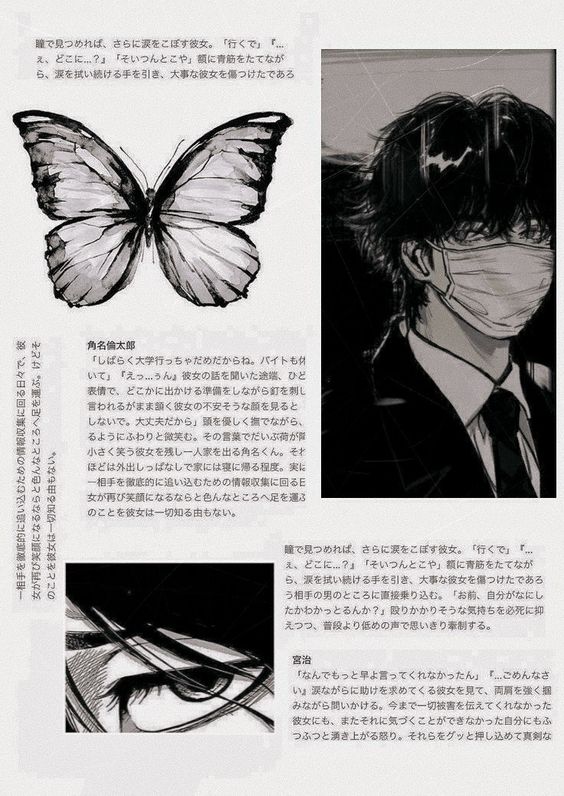 瞳で見つめれば、さらに涙をこぼす彼女。「行くで」『...
ぇ、どこに...？』「そいつんとこや」額に青筋をたてなが
ら、涙を拭い続ける手を引き、大事な彼女を傷つけたであろ
角名倫太郎
「しばらく大学行っちゃだめだからね。バイトも休
いて」『えっ...ぅん』彼女の話を聞いた途端、ひど
表情で、どこかに出かける準備をしながら釘を刺し
言われるがまま頷く彼女の不安そうな顔を見ると
しないで。大丈夫だから」頭を優しく撫でながら、
るようにふわりと微笑む。その言葉でだいぶ荷が降
小さく笑う彼女を残し一人家を出る角名くん。それ
ほどは外出しっぱなしで家には寝に帰る程度。実に
一相手を徹底的に追い込むための情報収集に回る日
女が再び笑顔になるならと色んなところへ足を運ぶ
のことを彼女は一切知る由もない。
一相手を徹底的に追い込むための情報収集に回る日々で、彼
女が再び笑顔になるならと色んなところへ足を運ぶ。けどそ
のことを彼女は一切知る由もない。
瞳で見つめれば、さらに涙をこぼす彼女。「行くで」『...
ぇ、どこに...？』「そいつんとこや」額に青筋をたてなが
ら、涙を拭い続ける手を引き、大事な彼女を傷つけたであろ
う相手の男のところに直接乗り込む。「お前、自分がなにし
たかわかっとるんか？」殴りかかりそうな気持ちを必死に抑
えつつ、普段より低めの声で思いきり牽制する。
宮治
「なんでもっと早よ言ってくれなかったん」『...ごめんなさ
い』涙ながらに助けを求めてくる彼女を見て、両肩を強く掴
みながら問いかける。今まで一切被害を伝えてくれなかった
彼女にも、またそれに気づくことができなかった自分にもふ
つふつと湧き上がる怒り。それらをグッと押し込めて真剣な